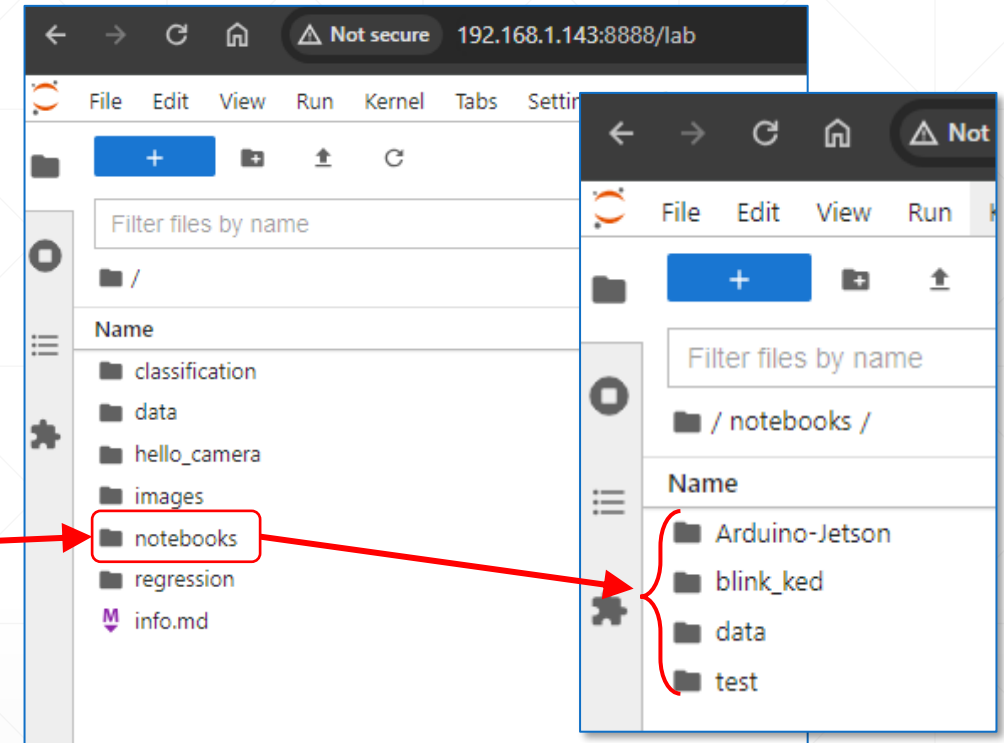 Not secure 192.168.1.143:8888/lab
File Edit View Run Kernel Tabs
+
Filter files by name
/
Name
classification
data
hello_camera
images
notebooks
regression
M info.md
Not
File Edit View Run
+
Filter files by name
/ notebooks /
Name
Arduino-Jetson
blink_ked
data
test